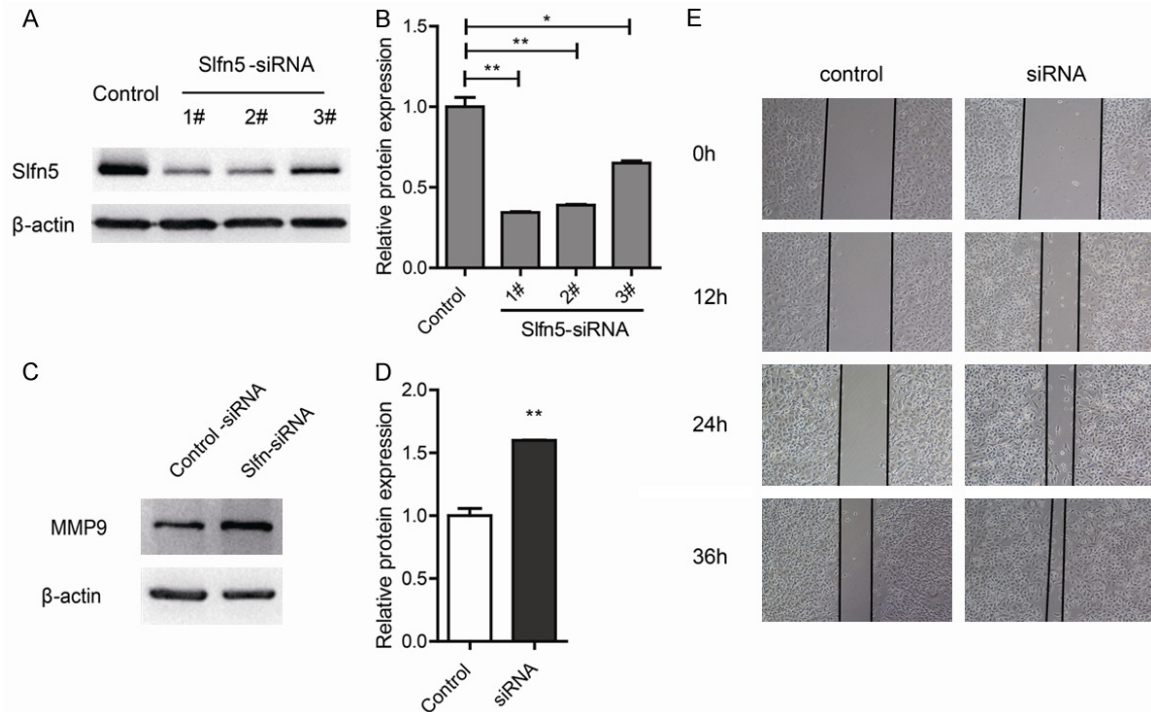 A
Slfn5-siRNA
Control
1# 2# 3#
Slfn5
β-actin
B
Relative protein expression
1.5
1.0
0.5
0.0
*
**
**
Control
1# 2# 3#
Slfn5-siRNA
C
Control-siRNA
Slfn-siRNA
MMP9
β-actin
D
Relative protein expression
2.0
1.5
1.0
1.0
0.0
**
Control
siRNA
E
control siRNA
0h
12h
24h
36h